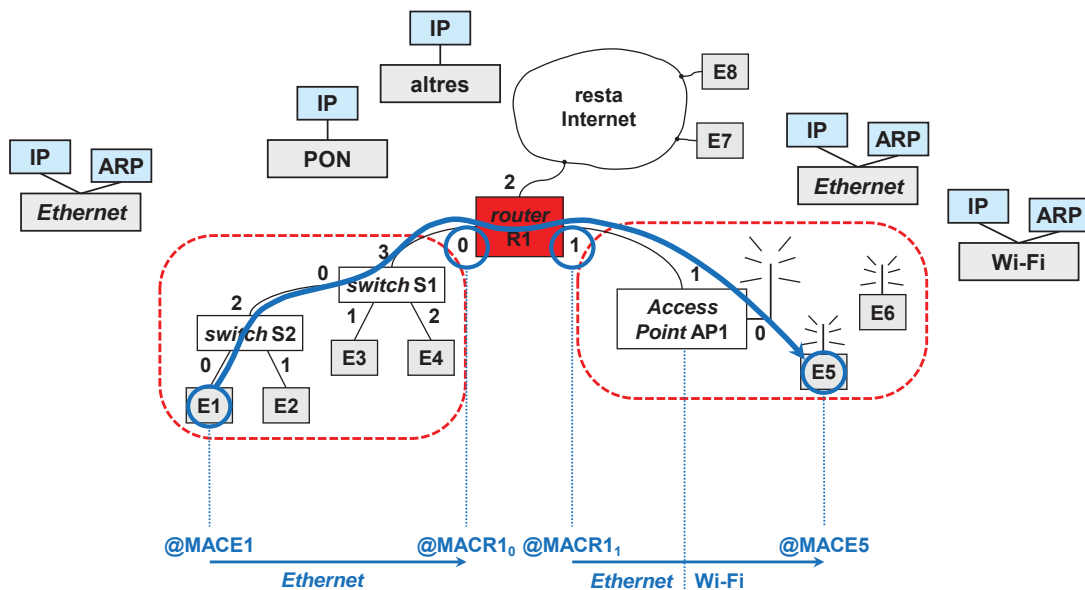 IP
altres
IP
PON
resta
Internet
E8
E7
IP
ARP
Ethernet
IP
ARP
Ethernet
IP
ARP
Wi-Fi
2
router
R1
0
1
3
0
switch S1
1
2
2
switch S2
0
1
E3
E4
E1
E2
1
Access
Point AP1
0
E6
E5
@MACE1
@MACR1₀
@MACR1₁
@MACE5
Ethernet
Ethernet
Wi-Fi